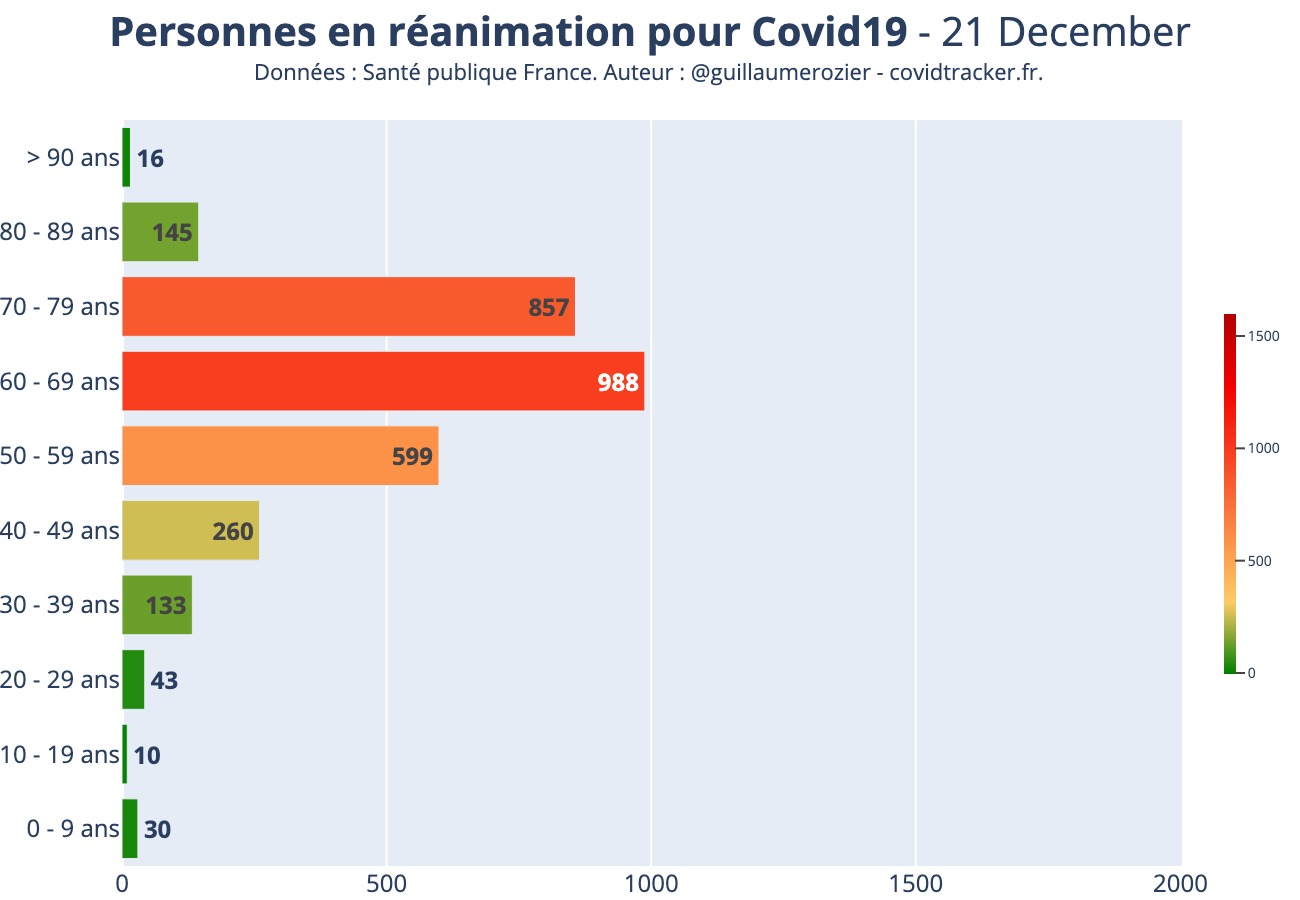 Personnes en réanimation pour Covid19 - 21 December
Données : Santé publique France. Auteur : @guillaumerozier - covidtracker.fr.
> 90 ans 16
80 - 89 ans 145
70 - 79 ans 857
60 - 69 ans 988
50 - 59 ans 599
40 - 49 ans 260
30 - 39 ans 133
20 - 29 ans 43
10 - 19 ans 10
0 - 9 ans 30
0 500 1000 1500 2000
1500
1000
500
0